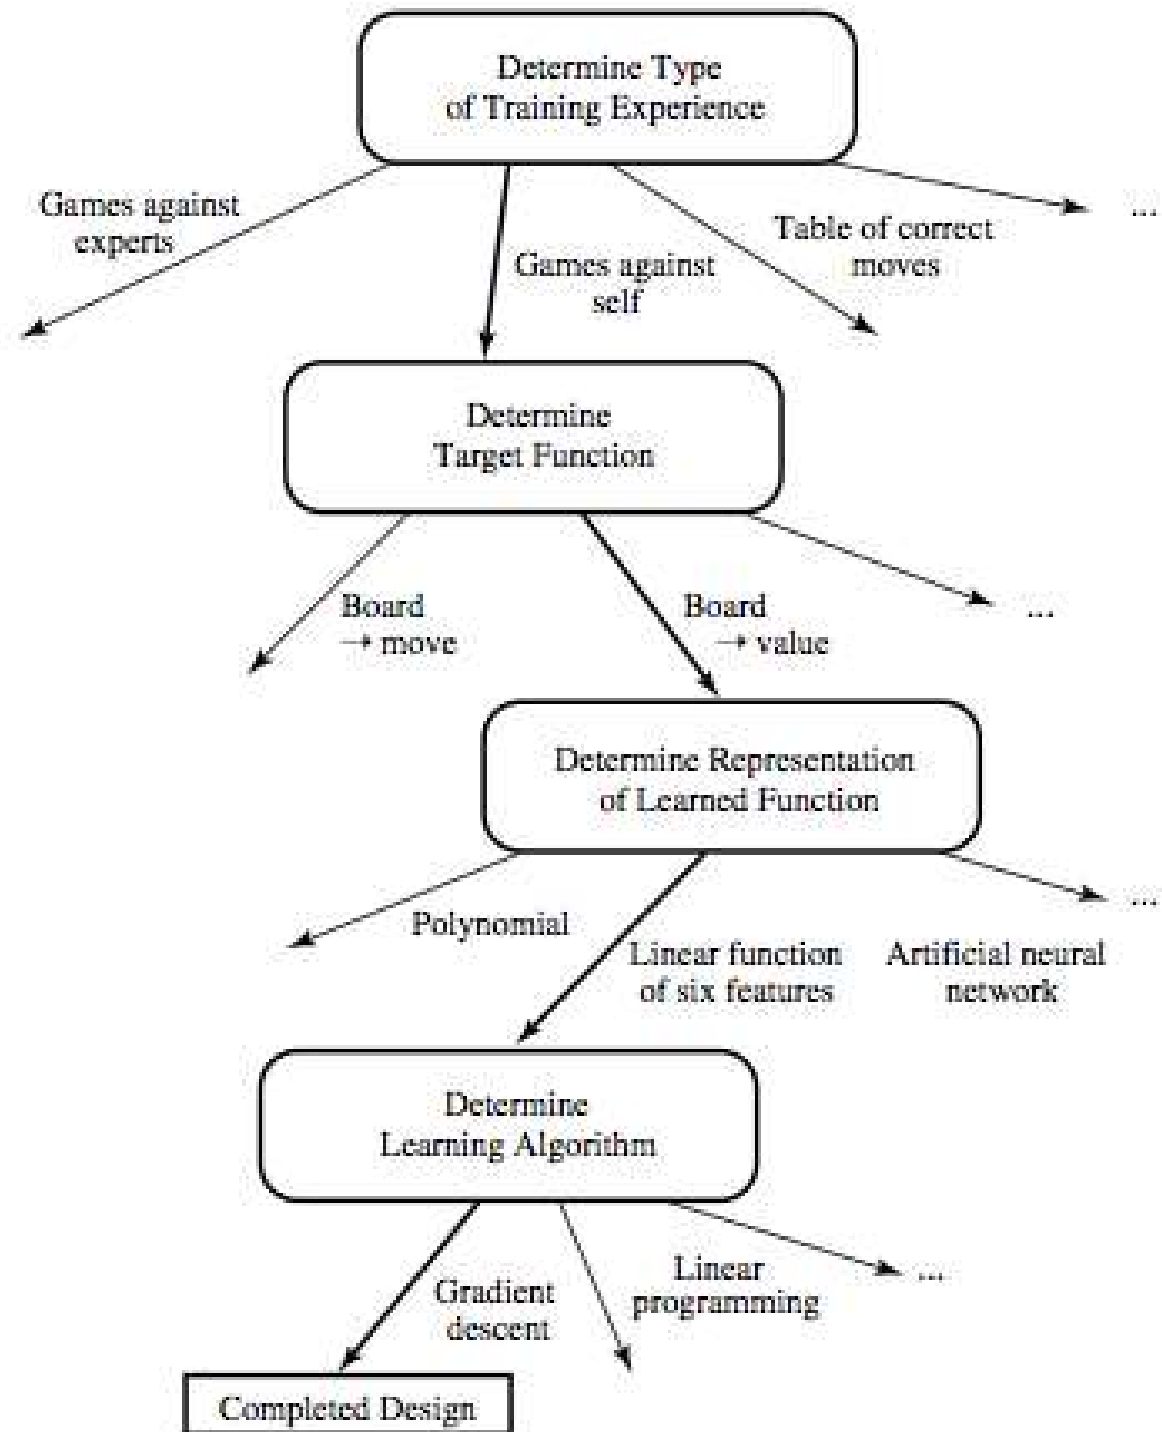 Determine Type
of Training Experience
Games against
experts
Games against
self
Table of correct
moves
...
Determine
Target Function
Board
→ move
Board
→ value
...
Determine Representation
of Learned Function
Polynomial
Linear function
of six features
Artificial neural
network
...
Determine
Learning Algorithm
Gradient
descent
Linear
programming
...
Completed Design